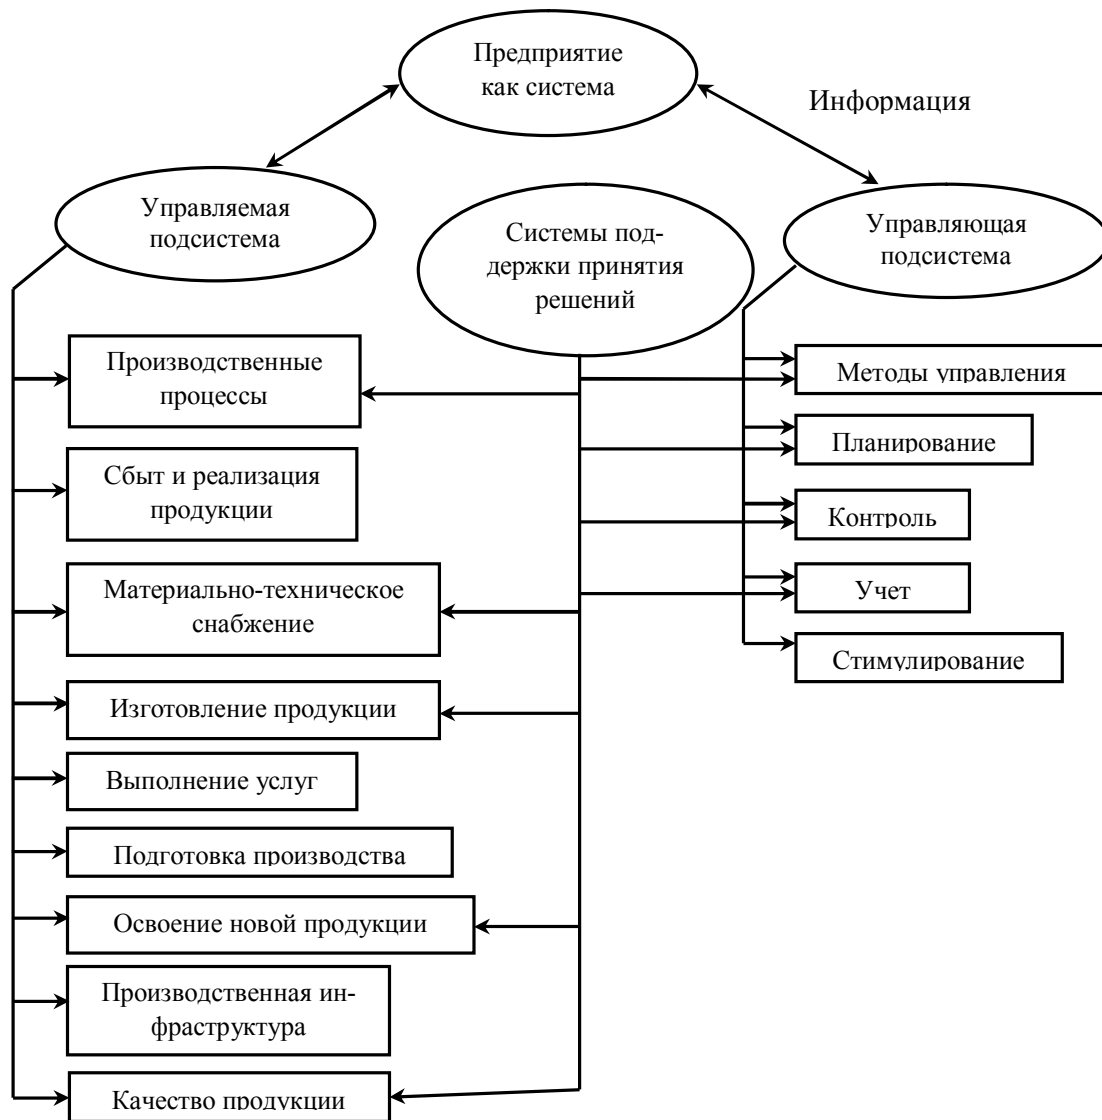 Предприятие
как система
Информация
Управляемая
подсистема
Системы под-
держки принятия
решений
Управляющая
подсистема
Производственные
процессы
Сбыт и реализация
продукции
Материально-техническое
снабжение
Изготовление продукции
Выполнение услуг
Подготовка производства
Освоение новой продукции
Производственная ин-
фраструктура
Качество продукции
Методы управления
Планирование
Контроль
Учет
Стимулирование